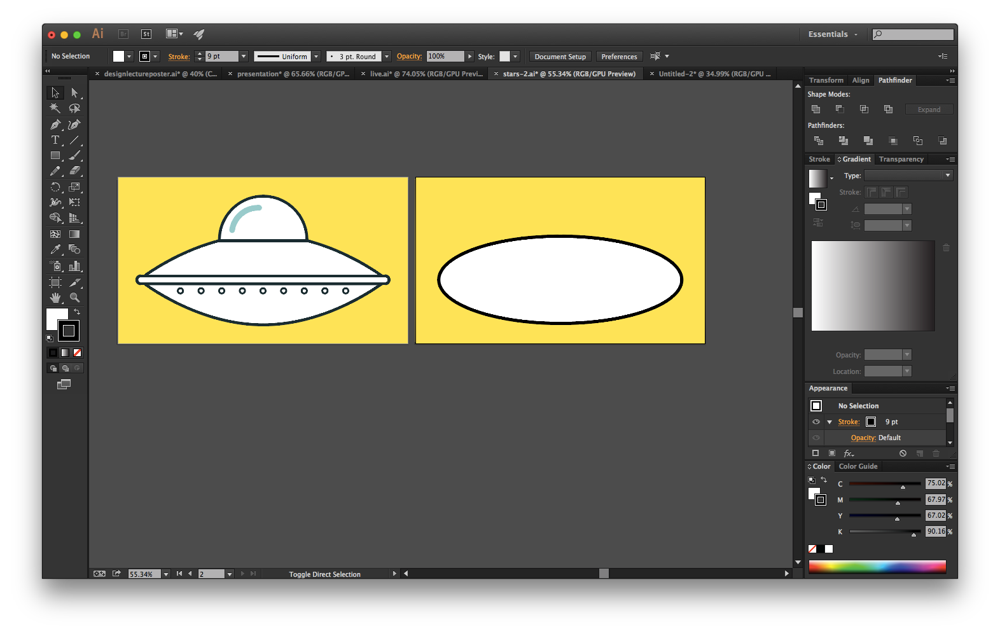 Ai Br St Essentials
No Selection Stroke: 9 pt Uniform 3 pt. Round Opacity: 100% Style: Document Setup Preferences
designlectureposter.ai* @ 40% (C... presentation* @ 65.66% (RGB/GP... live.ai* @ 74.05% (RGB/GPU Previ... stars-2.ai* @ 55.34% (RGB/GPU Preview) Untitled-2* @ 34.99% (RGB/GPU ...
Transform Align Pathfinder
Shape Modes:
Expand
Pathfinders:
T
Stroke Gradient Transparency
Type:
Stroke:
Opacity:
Location:
Appearance
No Selection
Stroke: 9 pt
Opacity: Default
fx
Color Color Guide
C 75.02 %
M 67.97 %
Y 67.02 %
K 90.16 %
55.34% 2 Toggle Direct Selection